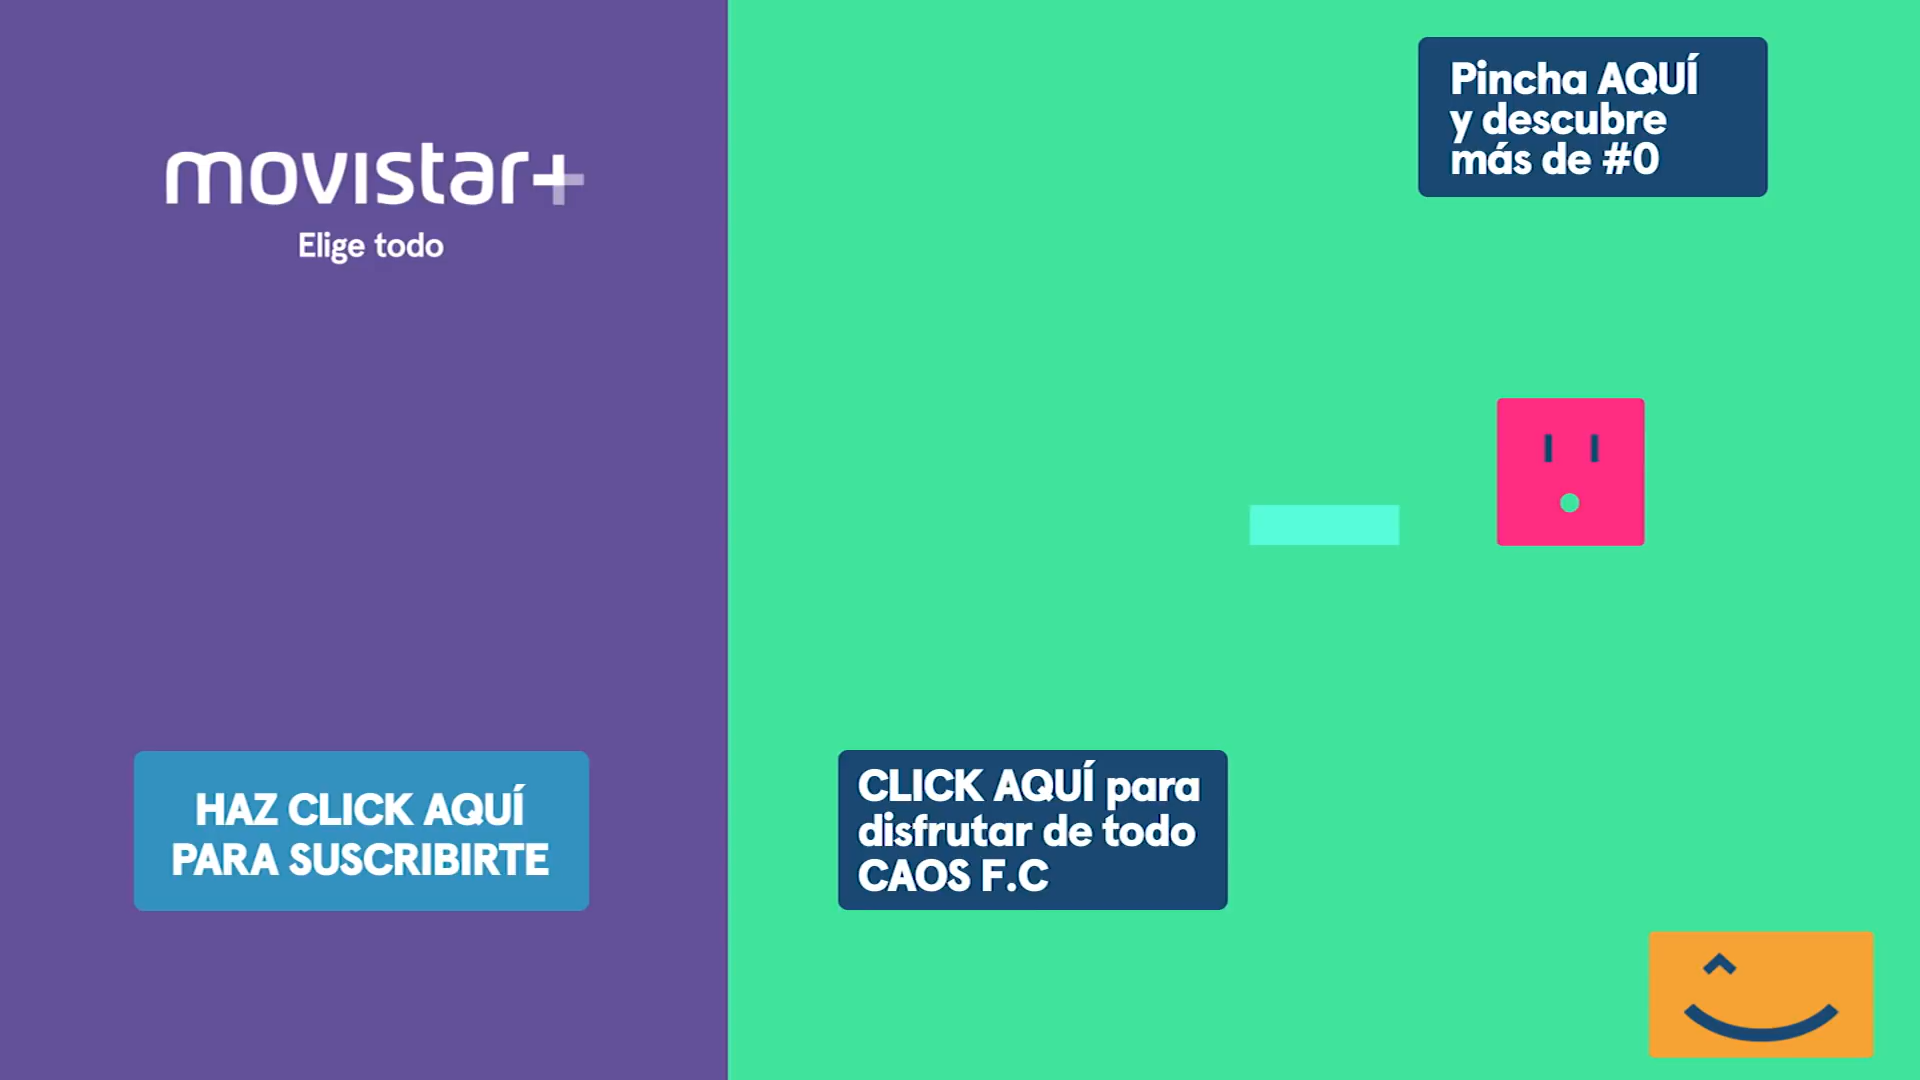 movistar+
Elige todo
HAZ CLICK AQUÍ
PARA SUSCRIBIRTE
Pincha AQUÍ
y descubre
más de #0
CLICK AQUÍ para
disfrutar de todo
CAOS F.C